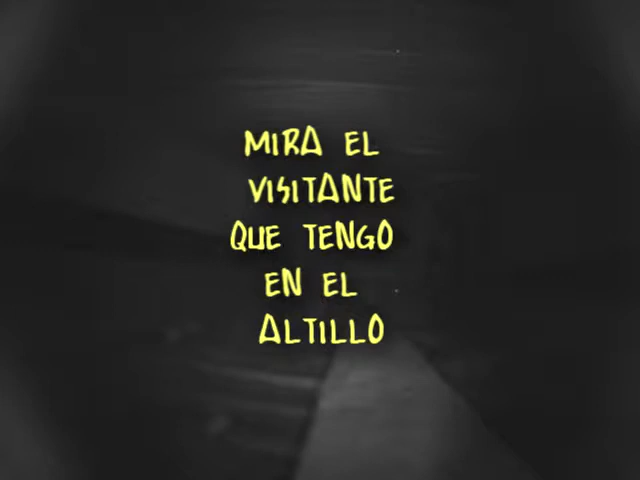 MIRA EL
VISITANTE
QUE TENGO
EN EL
ALTILLO